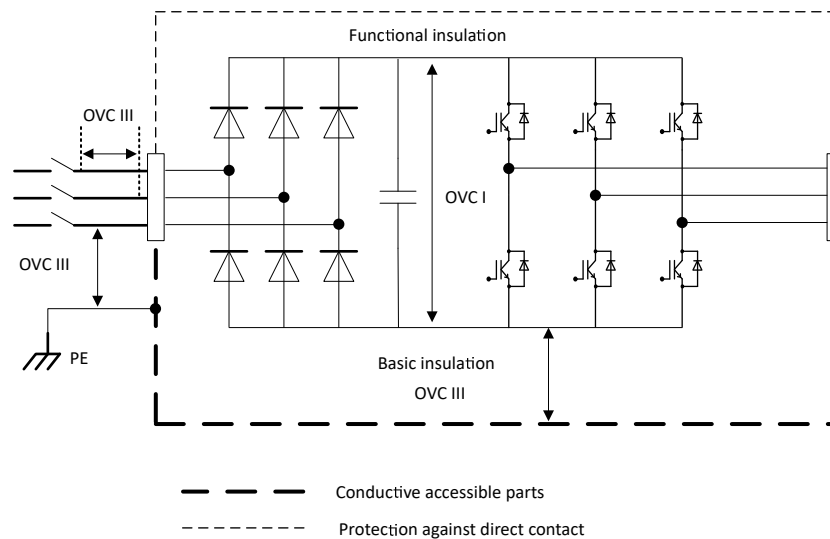 Functional insulation
OVC III
OVC I
OVC III
PE
Basic insulation
OVC III
Conductive accessible parts
Protection against direct contact